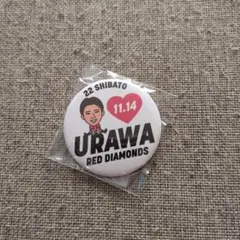 22 SHIBATO
11.14
URAWA
RED DIAMONDS